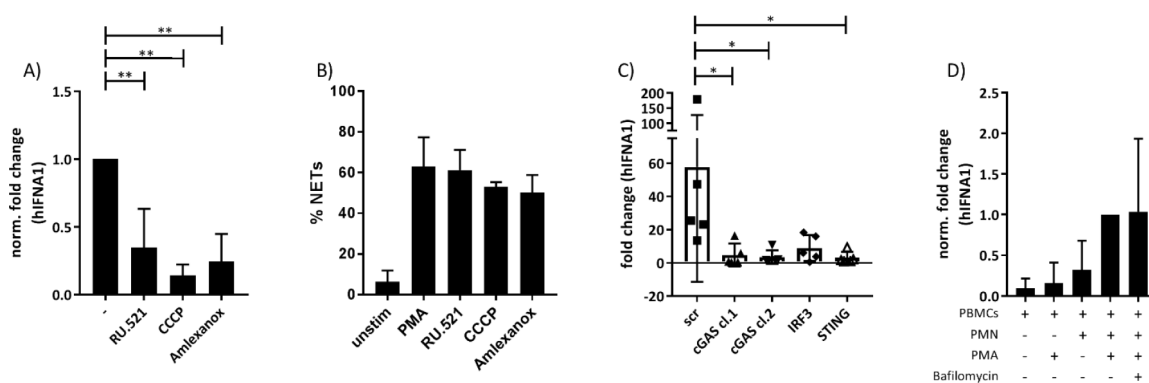 A)
**
**
**
norm. fold change
(hIFNA1)
1.5
1.0
0.5
0.0
-
RU.521
CCCP
Amlexanox
B)
% NETs
100
80
60
40
20
0
unstim
PMA
RU.521
CCCP
Amlexanox
C)
*
*
*
fold change (hIFNA1)
200
150
100
60
40
20
0
-20
scr
cGAS cl.1
cGAS cl.2
IRF3
STING
D)
norm. fold change
(hIFNA1)
2.5
2.0
1.5
1.0
0.5
0.0
PBMCs + + + + +
PMN - - + + +
PMA - + - + +
Bafilomycin - - - - +